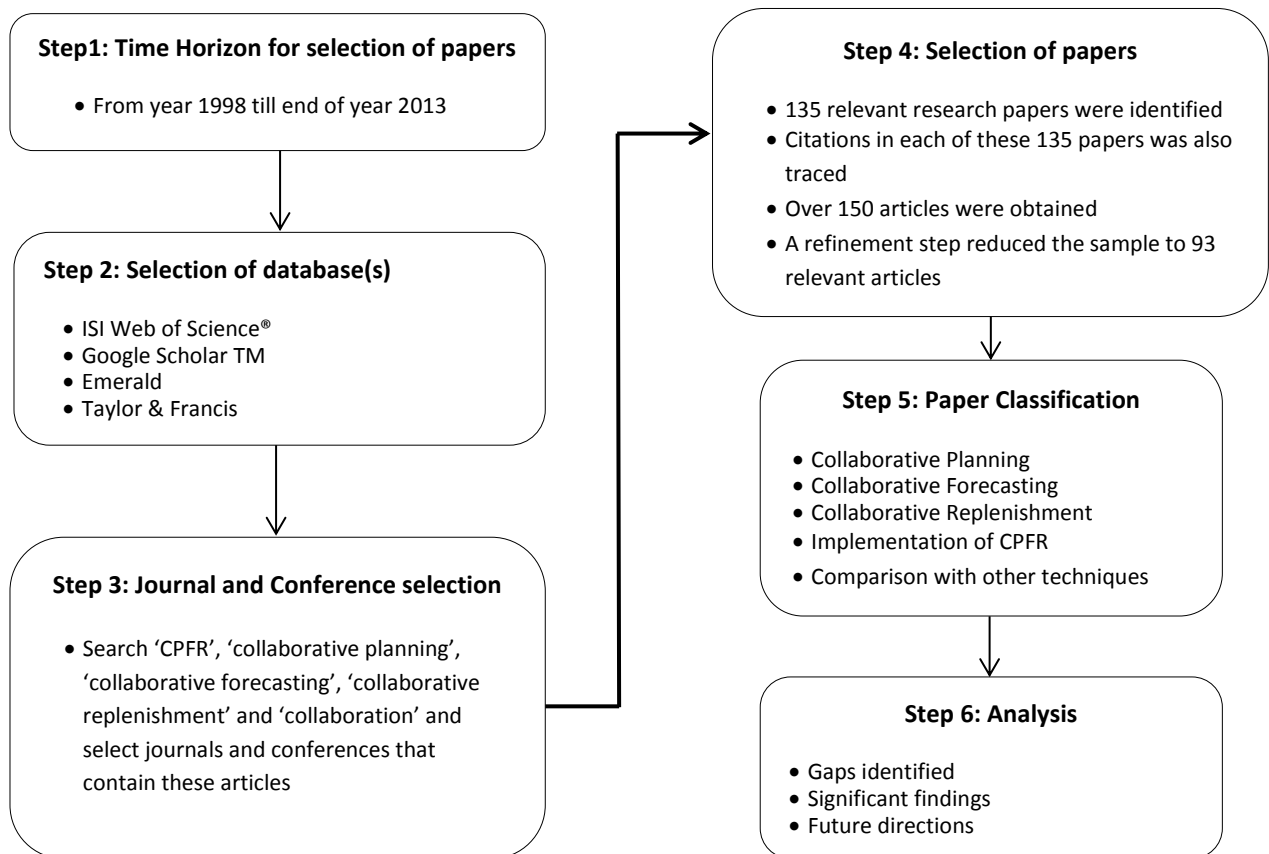 Step1: Time Horizon for selection of papers
• From year 1998 till end of year 2013
Step 2: Selection of database(s)
• ISI Web of Science®
• Google Scholar TM
• Emerald
• Taylor & Francis
Step 3: Journal and Conference selection
• Search ‘CPFR’, ‘collaborative planning’,
‘collaborative forecasting’, ‘collaborative
replenishment’ and ‘collaboration’ and
select journals and conferences that
contain these articles
Step 4: Selection of papers
• 135 relevant research papers were identified
• Citations in each of these 135 papers was also
traced
• Over 150 articles were obtained
• A refinement step reduced the sample to 93
relevant articles
Step 5: Paper Classification
• Collaborative Planning
• Collaborative Forecasting
• Collaborative Replenishment
• Implementation of CPFR
• Comparison with other techniques
Step 6: Analysis
• Gaps identified
• Significant findings
• Future directions